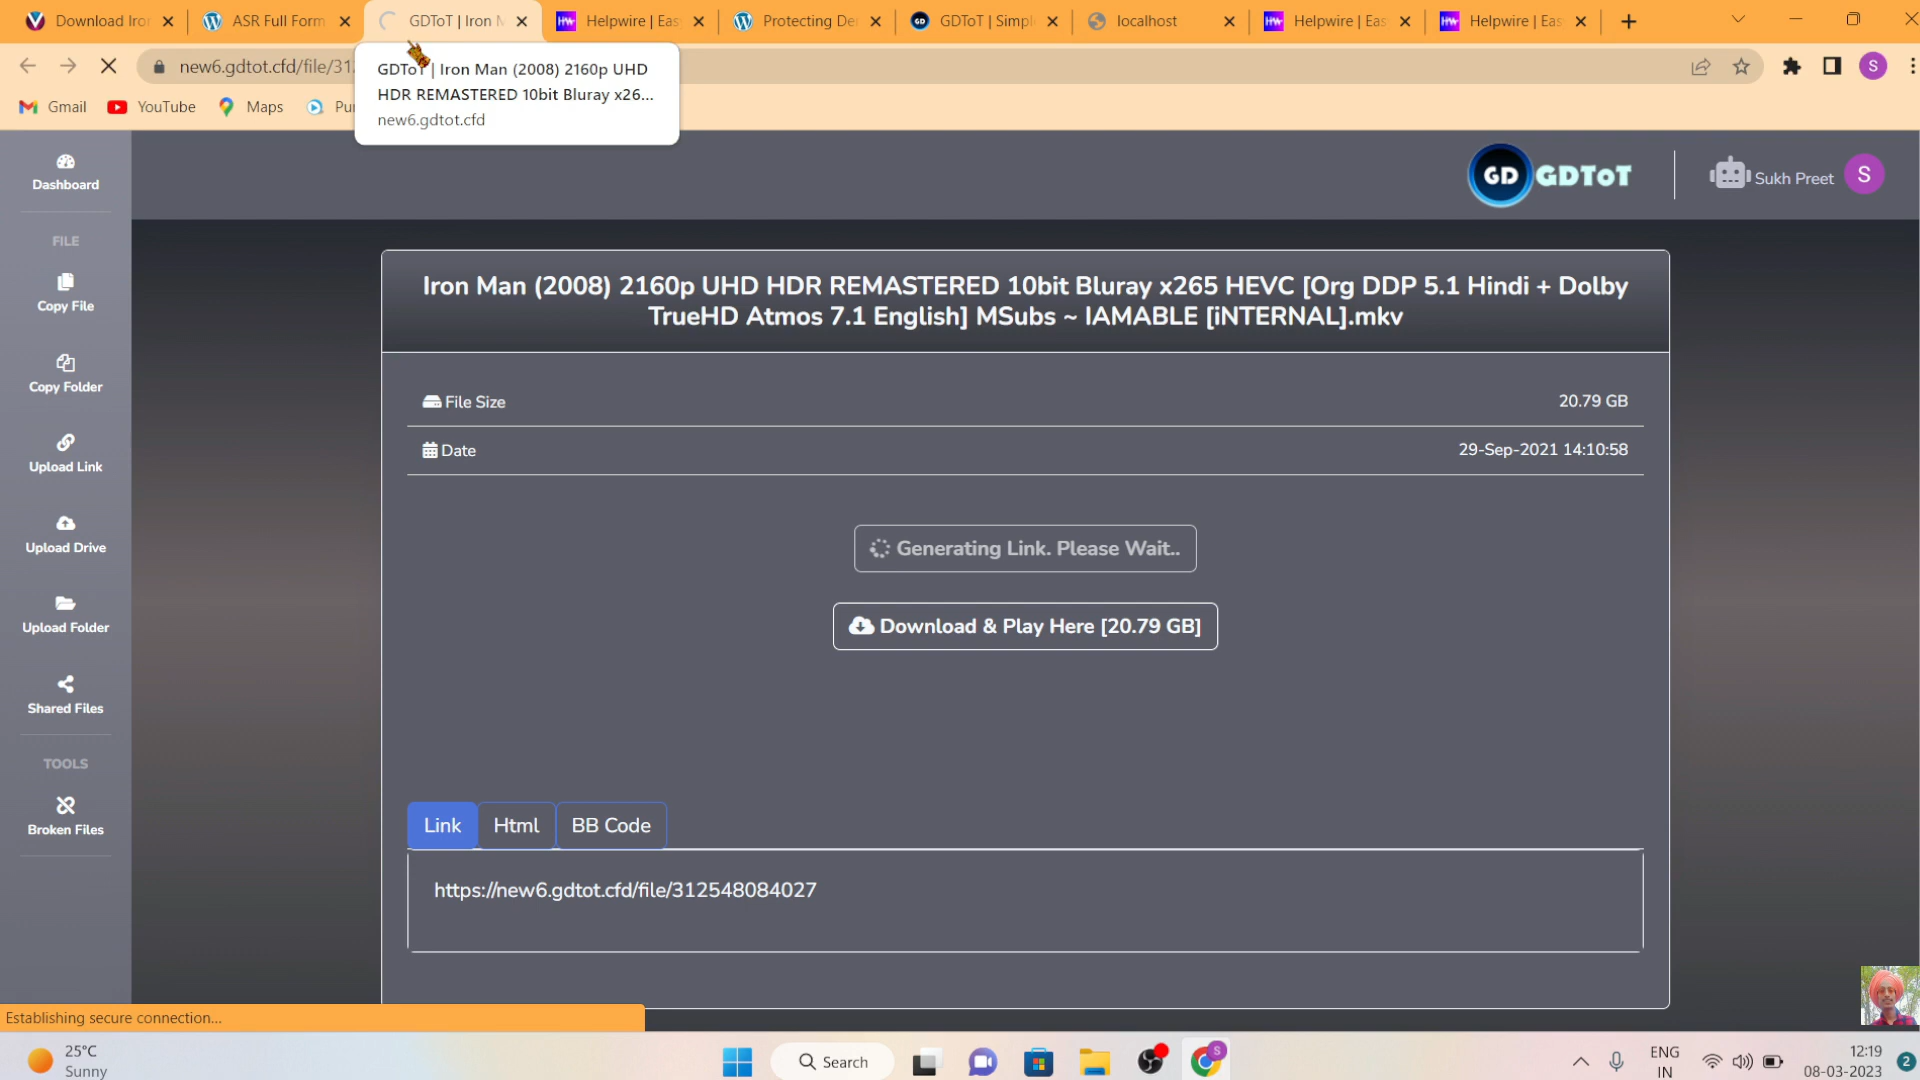 Download Iron
ASR Full Form
GDToT | Iron M
Helpwire | Eas
Protecting De
GDToT | Simpl
localhost
Helpwire | Eas
Helpwire | Eas
new6.gdtot.cfd/file/31
S
Gmail
YouTube
Maps
Pu
GDToT | Iron Man (2008) 2160p UHD
HDR REMASTERED 10bit Bluray x26...
new6.gdtot.cfd
GD GDToT
Sukh Preet
S
Dashboard
FILE
Copy File
Copy Folder
Upload Link
Upload Drive
Upload Folder
Shared Files
TOOLS
Broken Files
Iron Man (2008) 2160p UHD HDR REMASTERED 10bit Bluray x265 HEVC [Org DDP 5.1 Hindi + Dolby
TrueHD Atmos 7.1 English] MSubs ~ IAMABLE [iNTERNAL].mkv
File Size
20.79 GB
Date
29-Sep-2021 14:10:58
Generating Link. Please Wait..
Download & Play Here [20.79 GB]
Link
Html
BB Code
https://new6.gdtot.cfd/file/312548084027
Establishing secure connection...
25°C
Sunny
Search
S
ENG
IN
12:19
08-03-2023
2